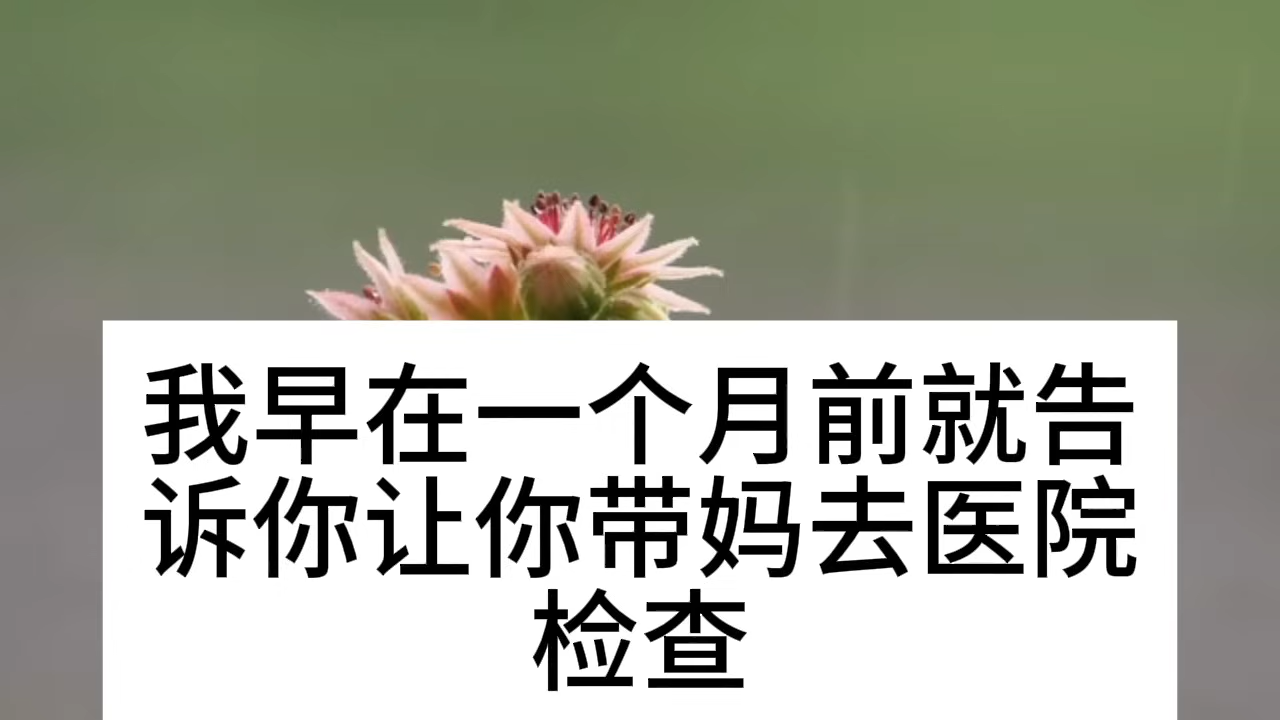 我早在一个月前就告
诉你让你带妈去医院
检查